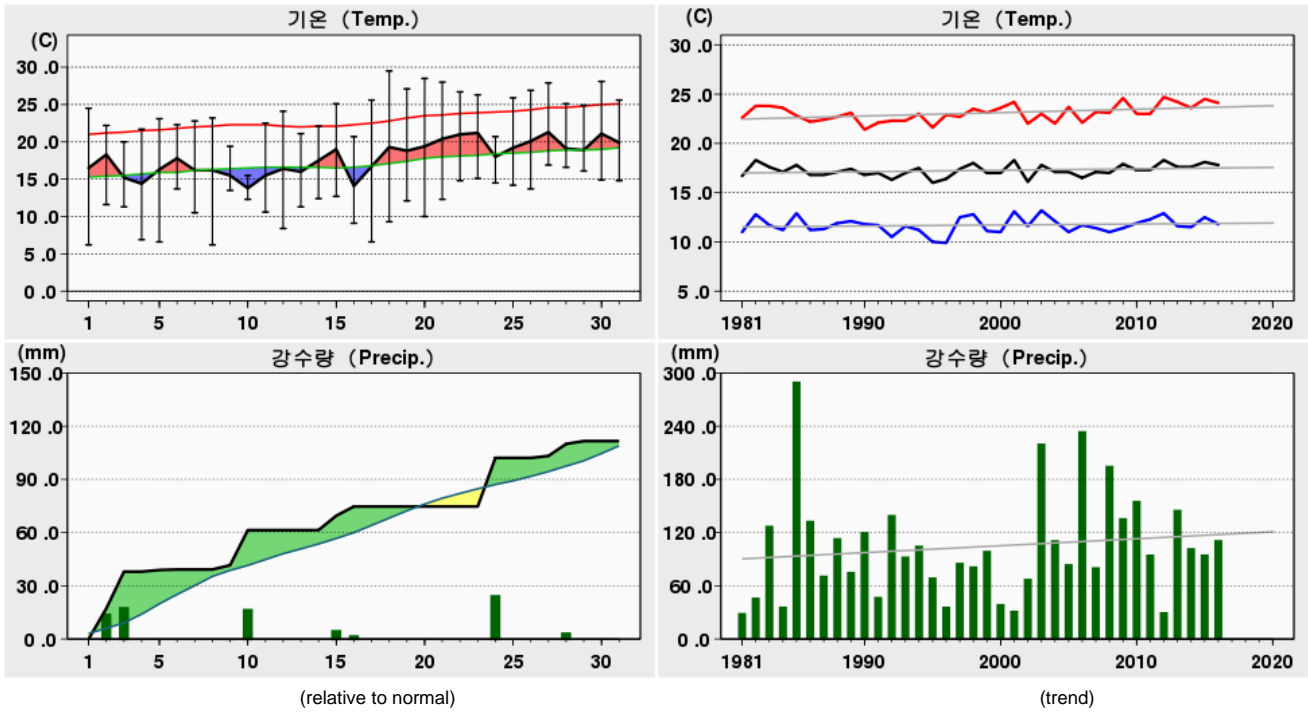 기온 (Temp.)
(C)
30 .0
25 .0
20 .0
15 .0
10 .0
5 .0
0 .0
1 5 10 15 20 25 30
기온 (Temp.)
(C)
30 .0
25 .0
20 .0
15 .0
10 .0
5 .0
1981 1990 2000 2010 2020
강수량 (Precip.)
(mm)
150 .0
120 .0
90 .0
60 .0
30 .0
0 .0
1 5 10 15 20 25 30
(relative to normal)
강수량 (Precip.)
(mm)
300 .0
240 .0
180 .0
120 .0
60 .0
0 .0
1981 1990 2000 2010 2020
(trend)